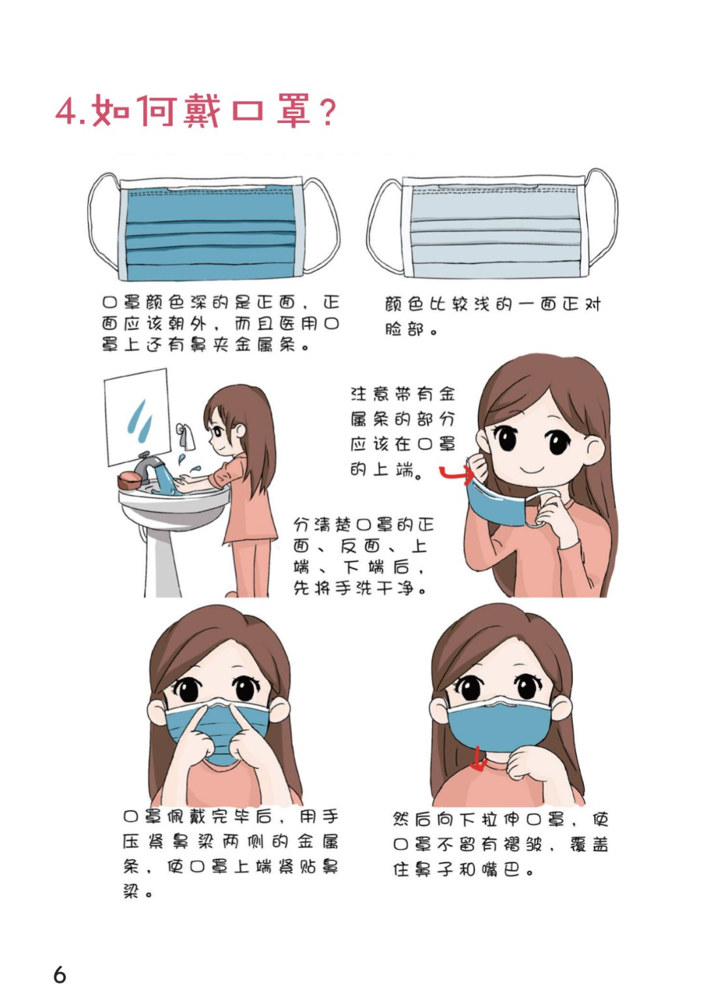 4.如何戴口罩?
口罩颜色深的是正面，正
面应该朝外，而且医用口
罩上还有鼻夹金属条。
颜色比较浅的一面正对
脸部。
注意带有金
属条的部分
应该在口罩
的上端。
分清楚口罩的正
面、反面、上
端、下端后，
先将手洗干净。
口罩佩戴完毕后，用手
压紧鼻梁两侧的金属
条，使口罩上端紧贴鼻
梁。
然后向下拉伸口罩，使
口罩不留有褶皱，覆盖
住鼻子和嘴巴。
6